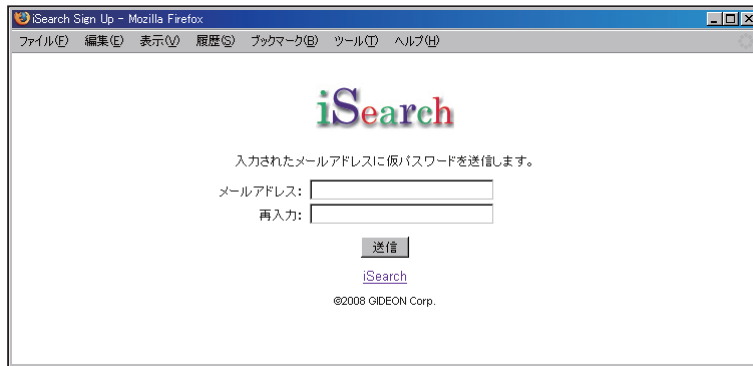 iSearch Sign Up - Mozilla Firefox
ファイル(F) 編集(E) 表示(V) 履歴(S) ブックマーク(B) ツール(T) ヘルプ(H)
iSearch
入力されたメールアドレスに仮パスワードを送信します。
メールアドレス:
再入力:
送信
iSearch
©2008 GIDEON Corp.